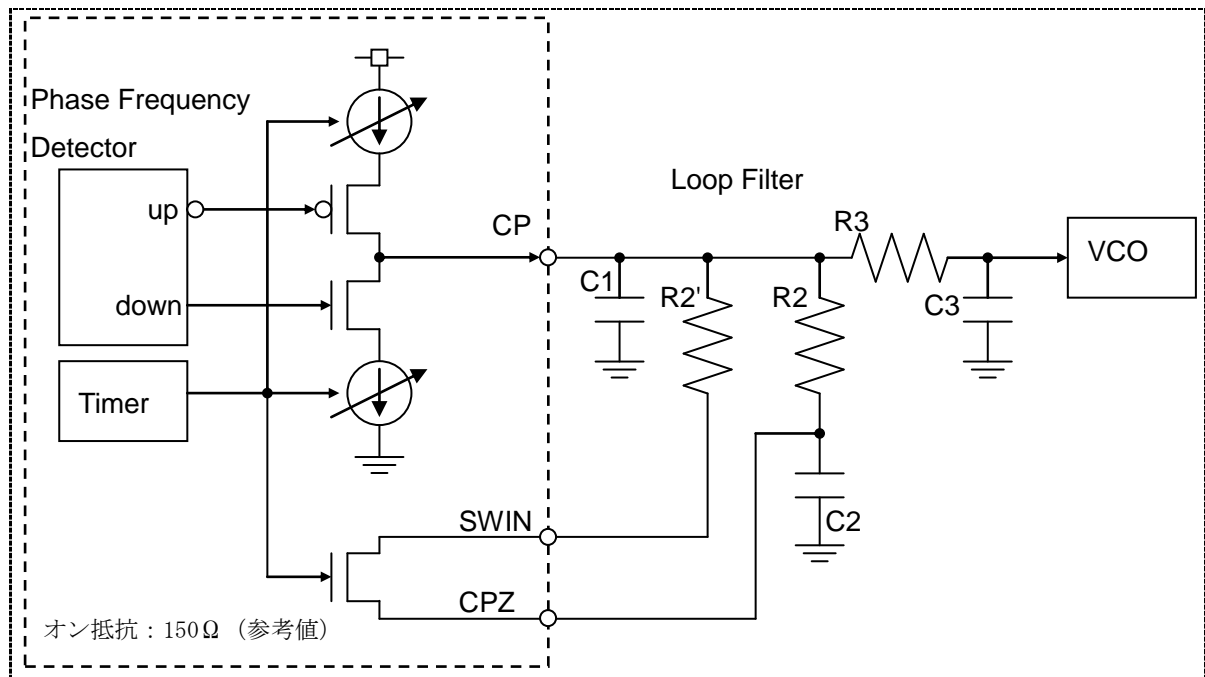 Phase Frequency
Detector
up
down
Timer
CP
Loop Filter
R3
VCO
C1
R2'
R2
C3
C2
SWIN
CPZ
オン抵抗：150Ω（参考値）